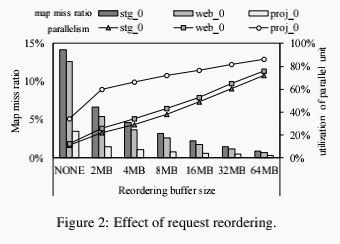 map miss ratio stg_0 web_0 proj_0
parallelism stg_0 web_0 proj_0
15% 100%
80%
10%
60%
40%
5%
20%
0% 0%
Map miss ratio
utilization of parallel unit
NONE 2MB 4MB 8MB 16MB 32MB 64MB
Reordering buffer size
Figure 2: Effect of request reordering.